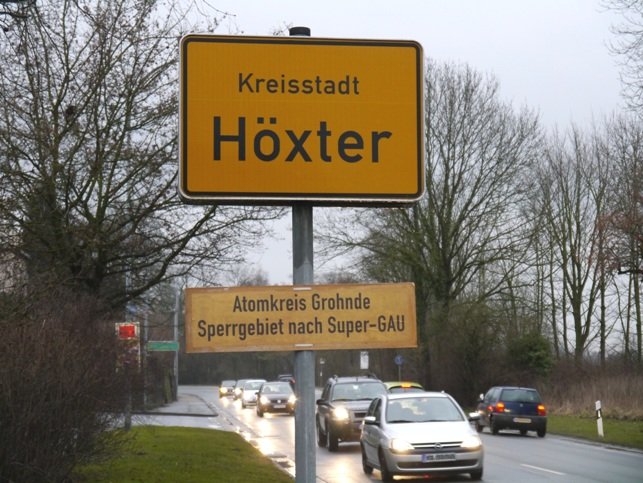 Kreisstadt
Höxter
Atomkreis Grohnde
Sperrgebiet nach Super-GAU